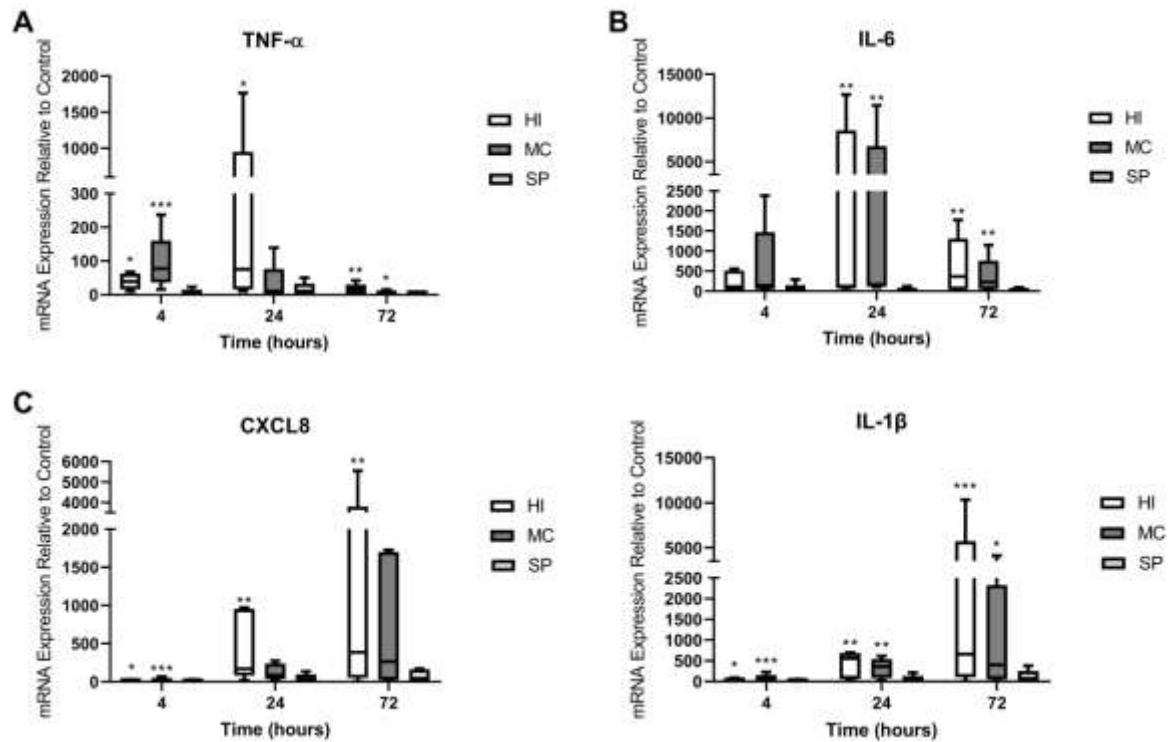 A
TNF-α
mRNA Expression Relative to Control
2000
1500
1000
300
200
100
0
*
***
*
**
*
4
24
72
Time (hours)
HI
MC
SP
B
IL-6
mRNA Expression Relative to Control
15000
10000
5000
2500
2000
1500
1000
500
0
**
**
**
**
4
24
72
Time (hours)
HI
MC
SP
C
CXCL8
mRNA Expression Relative to Control
6000
5000
4000
3000
2000
1500
1000
500
0
*
***
**
**
4
24
72
Time (hours)
HI
MC
SP
IL-1β
mRNA Expression Relative to Control
15000
10000
5000
2500
2000
1500
1000
500
0
*
***
**
**
***
*
4
24
72
Time (hours)
HI
MC
SP